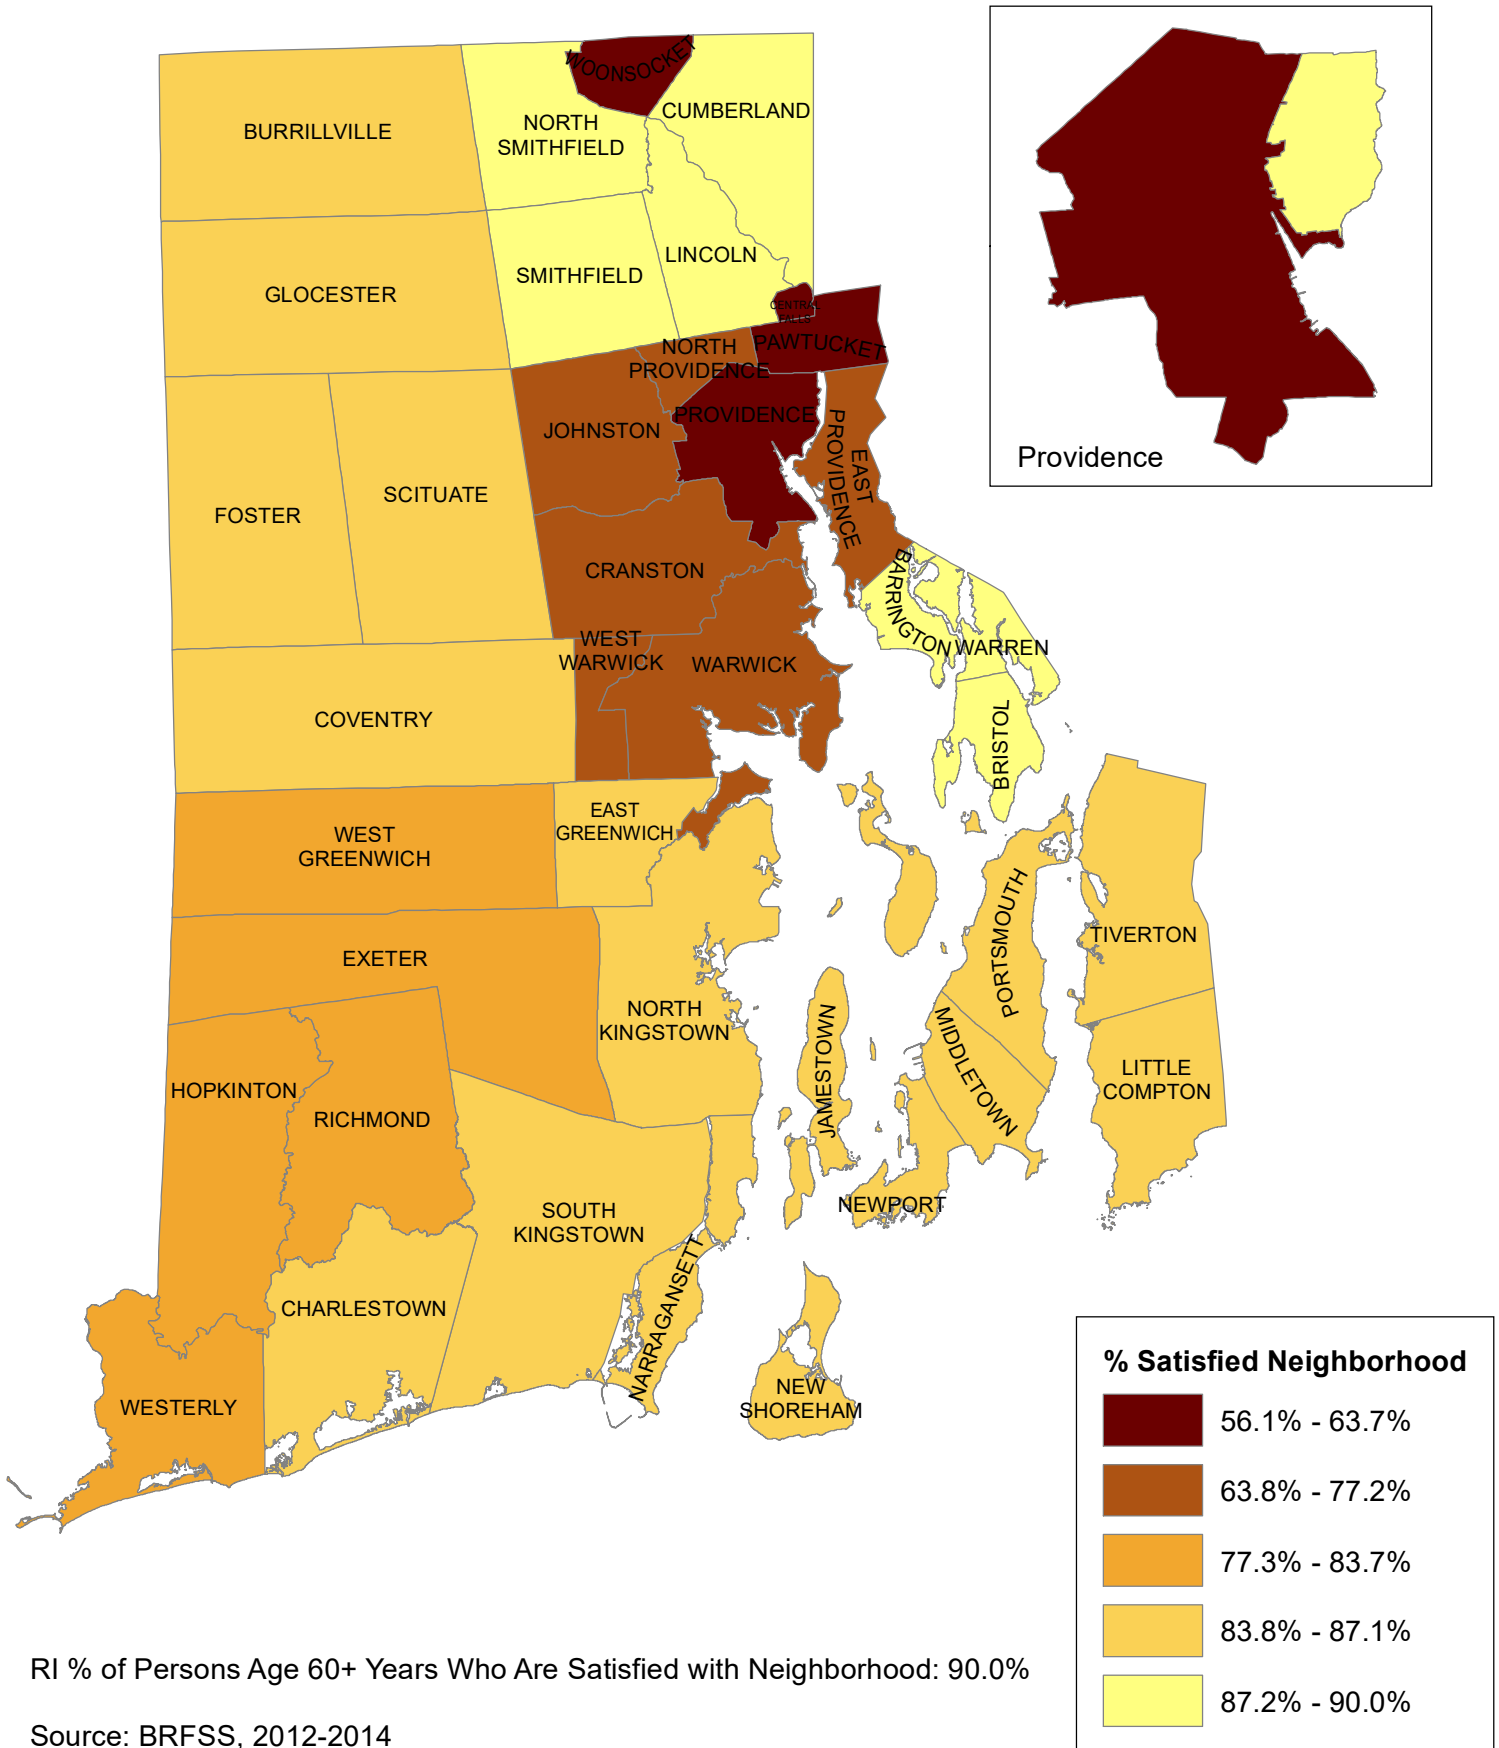 WOONSOCKET
CUMBERLAND
BURRILLVILLE
NORTH
SMITHFIELD
LINCOLN
SMITHFIELD
GLOCESTER
CENTRAL
FALLS
PAWTUCKET
NORTH
PROVIDENCE
PROVIDENCE
JOHNSTON
EAST
PROVIDENCE
SCITUATE
FOSTER
CRANSTON
BARRINGTON
WARREN
WEST
WARWICK
WARWICK
COVENTRY
BRISTOL
EAST
GREENWICH
WEST
GREENWICH
PORTSMOUTH
TIVERTON
EXETER
NORTH
KINGSTOWN
JAMESTOWN
MIDDLETOWN
LITTLE
COMPTON
HOPKINTON
RICHMOND
NEWPORT
SOUTH
KINGSTOWN
NARRAGANSETT
CHARLESTOWN
NEW
SHOREHAM
WESTERLY
Providence
% Satisfied Neighborhood
56.1% - 63.7%
63.8% - 77.2%
77.3% - 83.7%
83.8% - 87.1%
87.2% - 90.0%
RI % of Persons Age 60+ Years Who Are Satisfied with Neighborhood: 90.0%
Source: BRFSS, 2012-2014